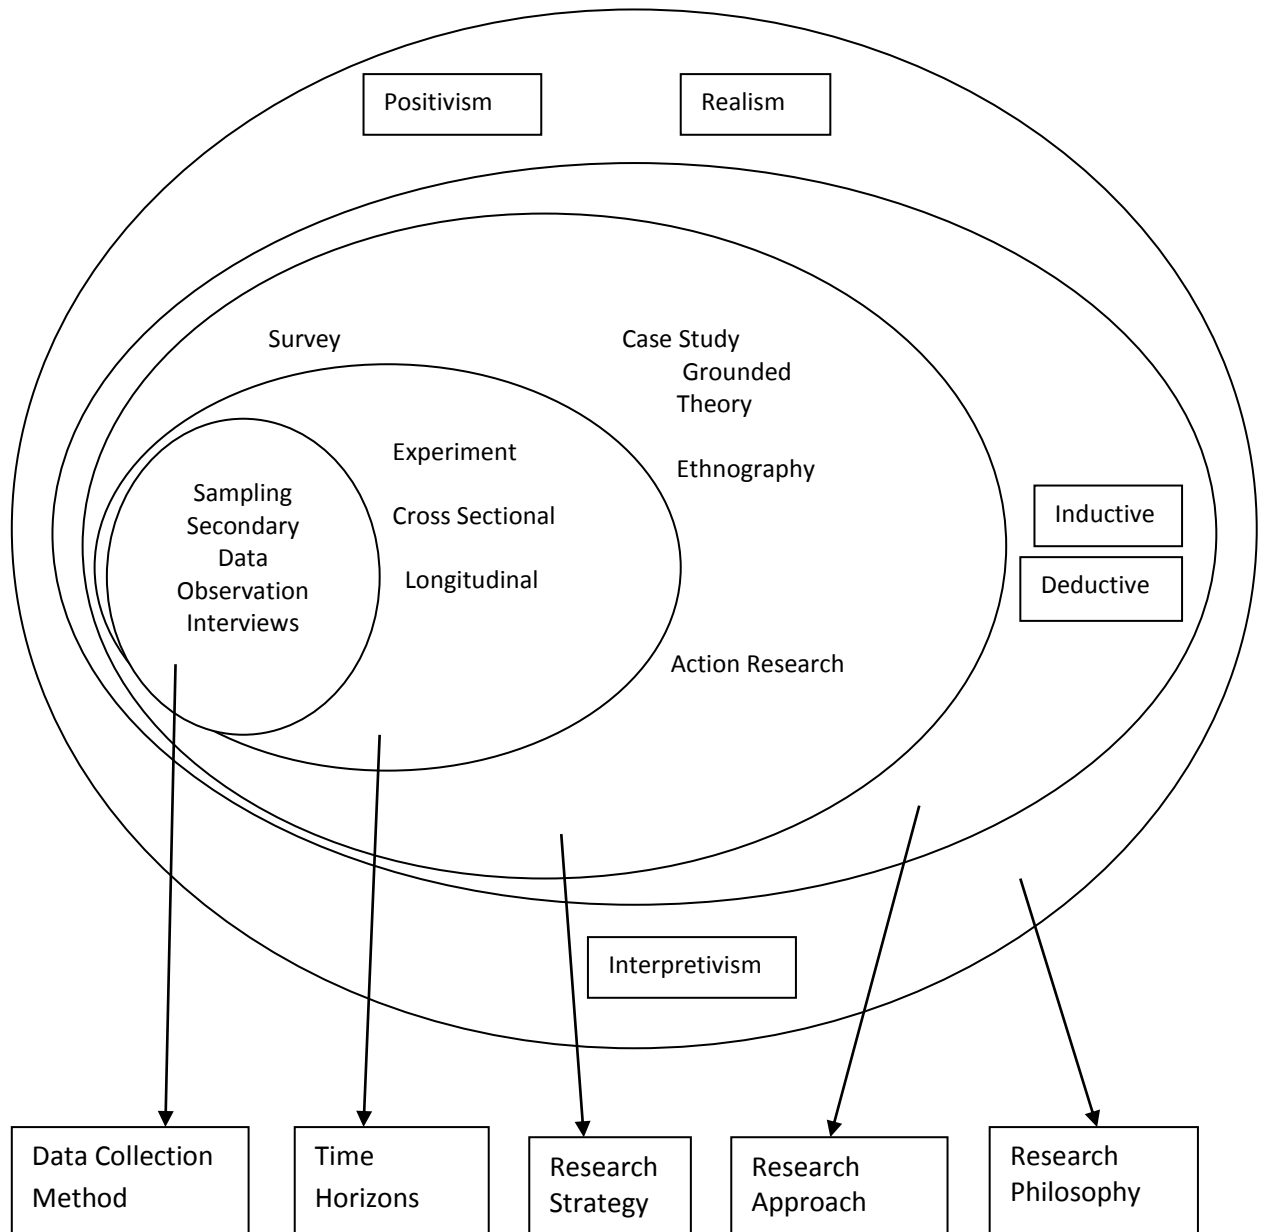 Positivism
Realism
Survey
Case Study
Grounded
Theory
Experiment
Ethnography
Sampling
Secondary
Data
Observation
Interviews
Cross Sectional
Longitudinal
Inductive
Deductive
Action Research
Interpretivism
Data Collection
Method
Time
Horizons
Research
Strategy
Research
Approach
Research
Philosophy